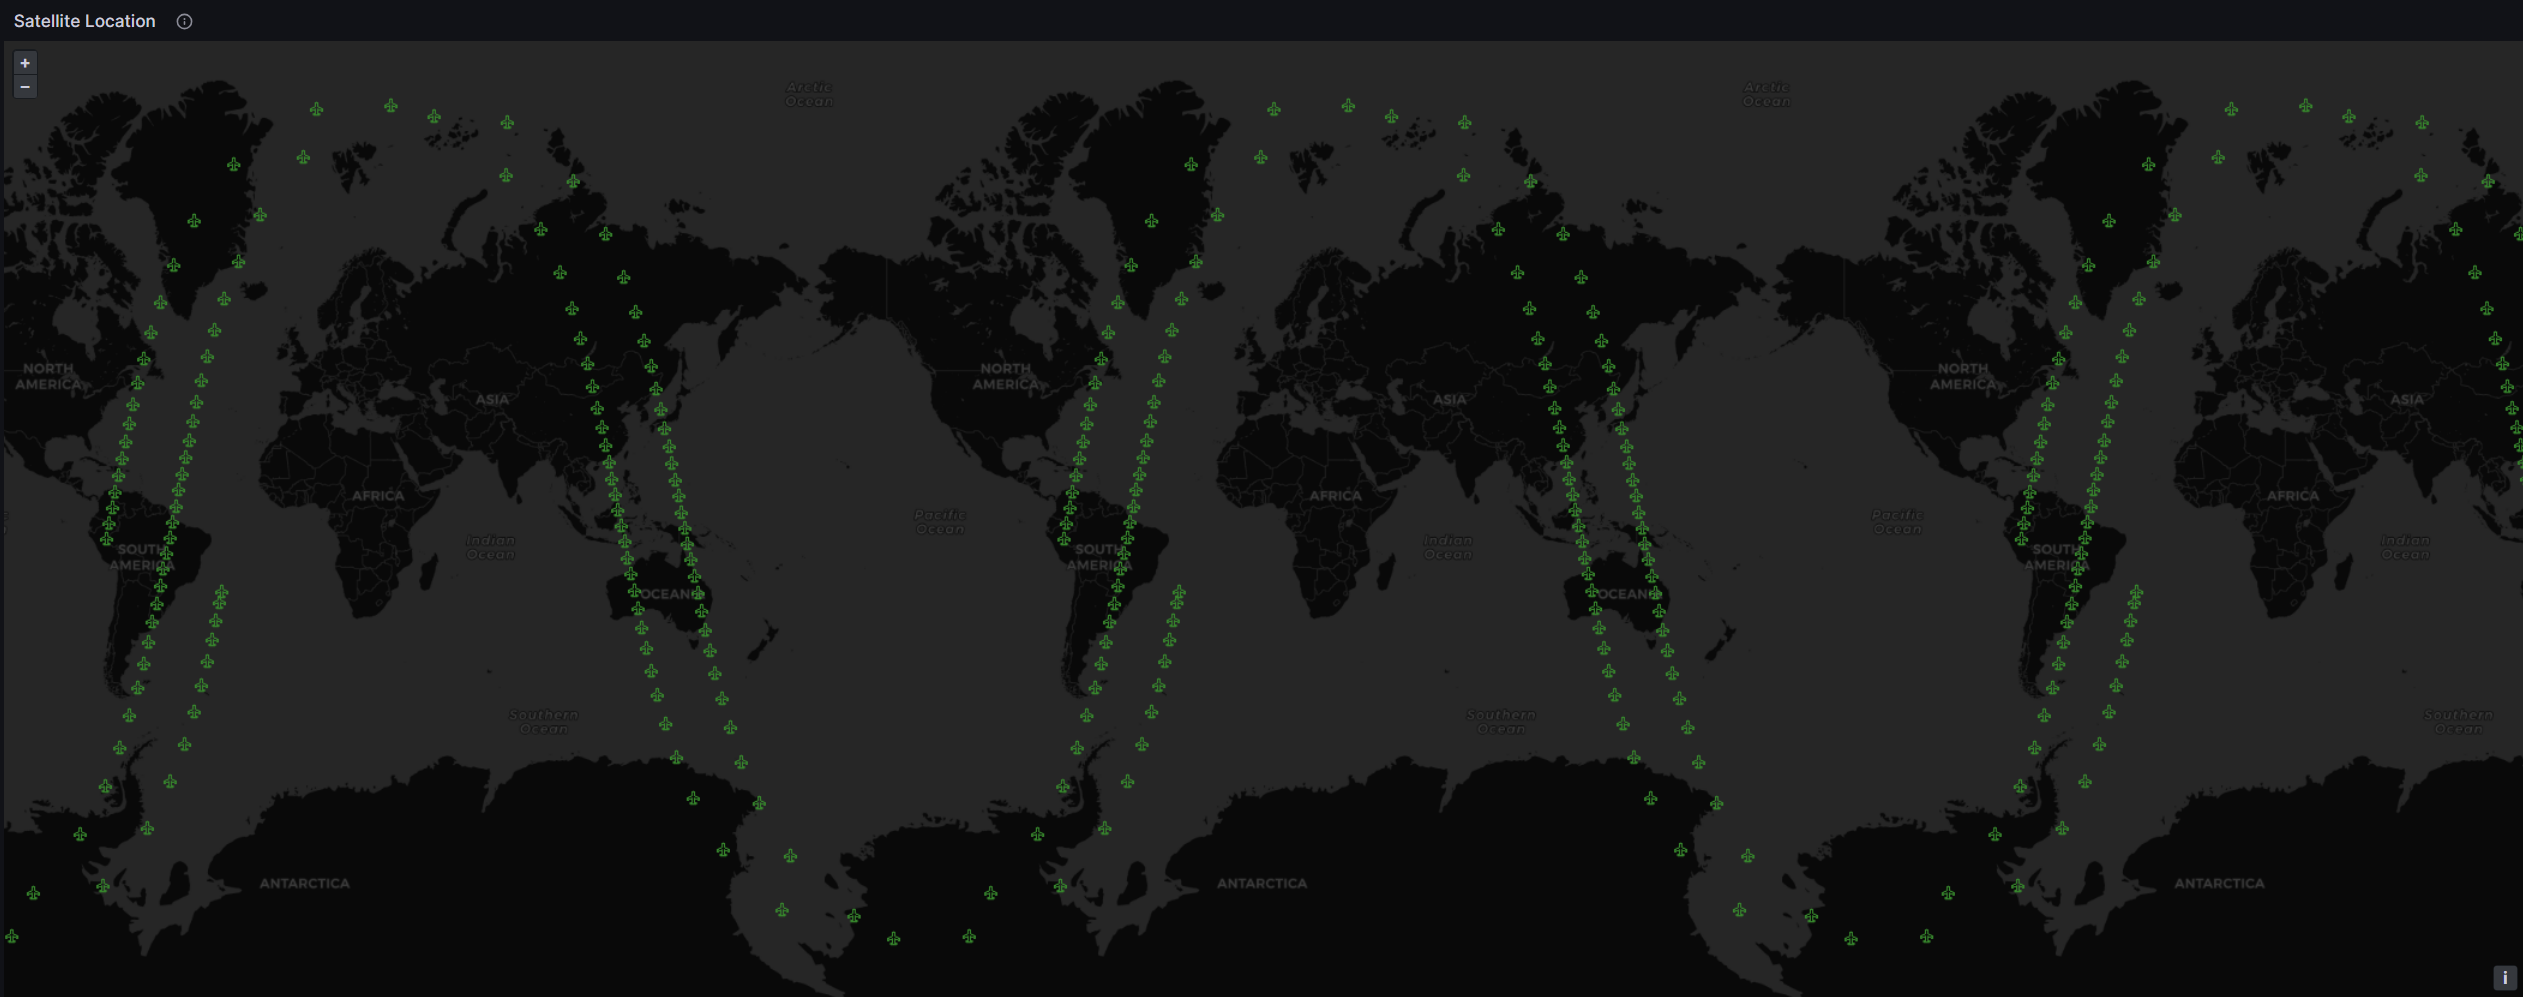 Satellite Location
+
−
Arctic
Ocean
Arctic
Ocean
NORTH
AMERICA
ASIA
NORTH
AMERICA
ASIA
NORTH
AMERICA
ASIA
AFRICA
AFRICA
AFRICA
Pacific
Ocean
Pacific
Ocean
Indian
Ocean
Indian
Ocean
Indian
Ocean
SOUTH
AMERICA
SOUTH
AMERICA
SOUTH
AMERICA
OCEAN
OCEAN
Southern
Ocean
Southern
Ocean
Southern
Ocean
ANTARCTICA
ANTARCTICA
ANTARCTICA
i